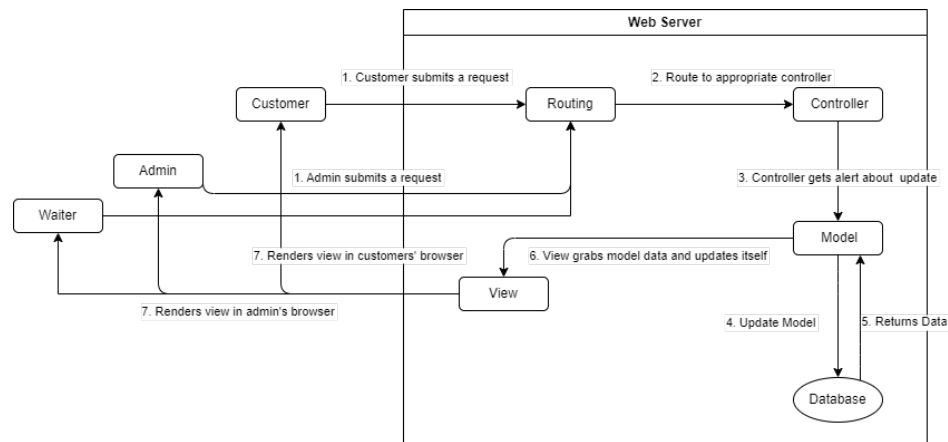 Web Server
1. Customer submits a request
2. Route to appropriate controller
Customer
Routing
Controller
Admin
1. Admin submits a request
3. Controller gets alert about update
Waiter
Model
7. Renders view in customers' browser
6. View grabs model data and updates itself
View
7. Renders view in admin's browser
4. Update Model
5. Returns Data
Database